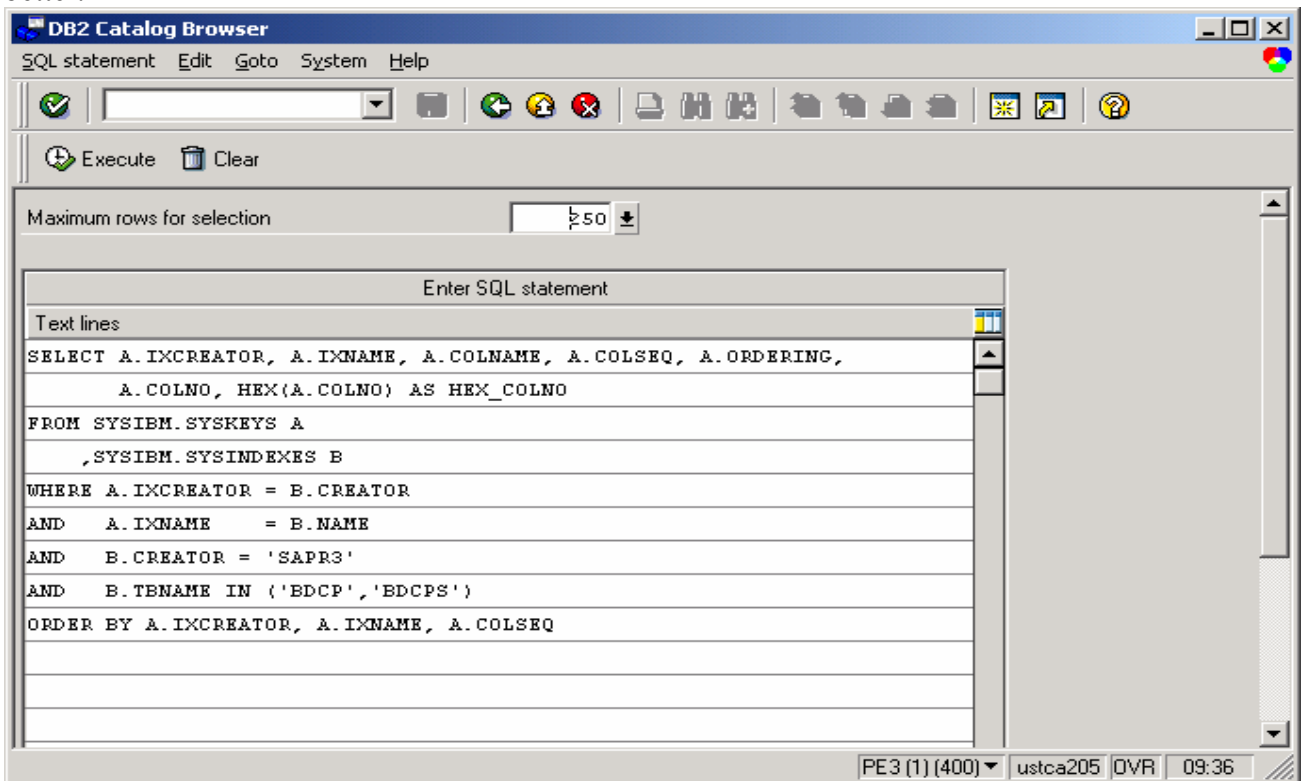 DB2 Catalog Browser
SQL statement Edit Goto System Help
Execute Clear
Maximum rows for selection 250
Enter SQL statement
Text lines
SELECT A.IXCREATOR, A.IXNAME, A.COLNAME, A.COLSEQ, A.ORDERING,
A.COLNO, HEX(A.COLNO) AS HEX_COLNO
FROM SYSIBM.SYSKEYS A
,SYSIBM.SYSINDEXES B
WHERE A.IXCREATOR = B.CREATOR
AND A.IXNAME = B.NAME
AND B.CREATOR = 'SAPR3'
AND B.TBNAME IN ('BDCP','BDCPS')
ORDER BY A.IXCREATOR, A.IXNAME, A.COLSEQ
PE3 (1) (400) ustca205 OVR 09:36